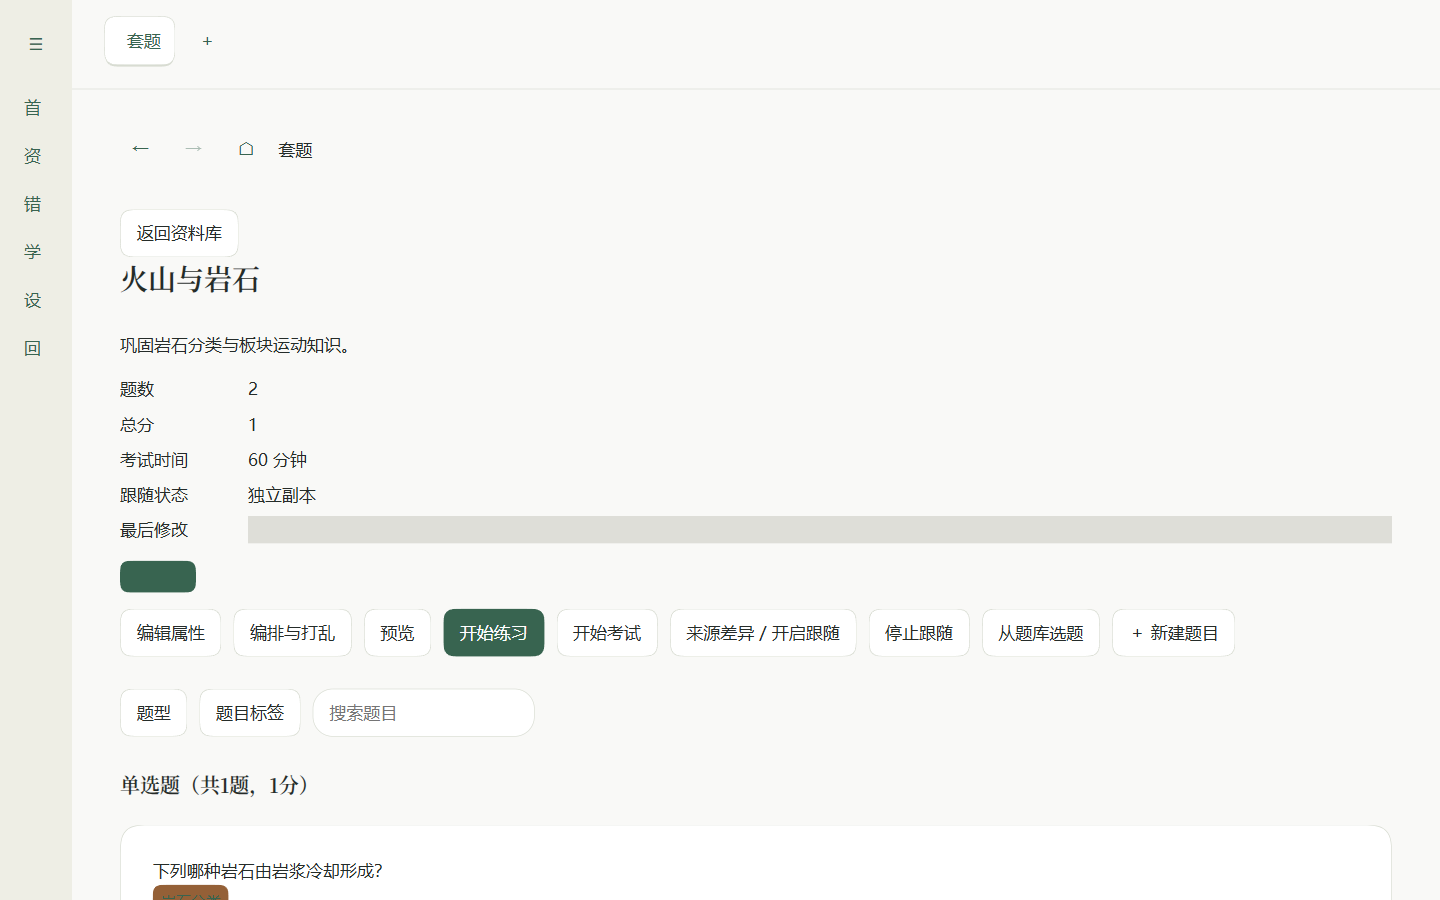 ☰
套题 +
首
资
错
学
设
回
← → 套题
返回资料库
火山与岩石
巩固岩石分类与板块运动知识。
题数 2
总分 1
考试时间 60 分钟
跟随状态 独立副本
最后修改
编辑属性 编排与打乱 预览 开始练习 开始考试 来源差异 / 开启跟随 停止跟随 从题库选题 + 新建题目
题型 题目标签 搜索题目
单选题（共1题，1分）
下列哪种岩石由岩浆冷却形成？